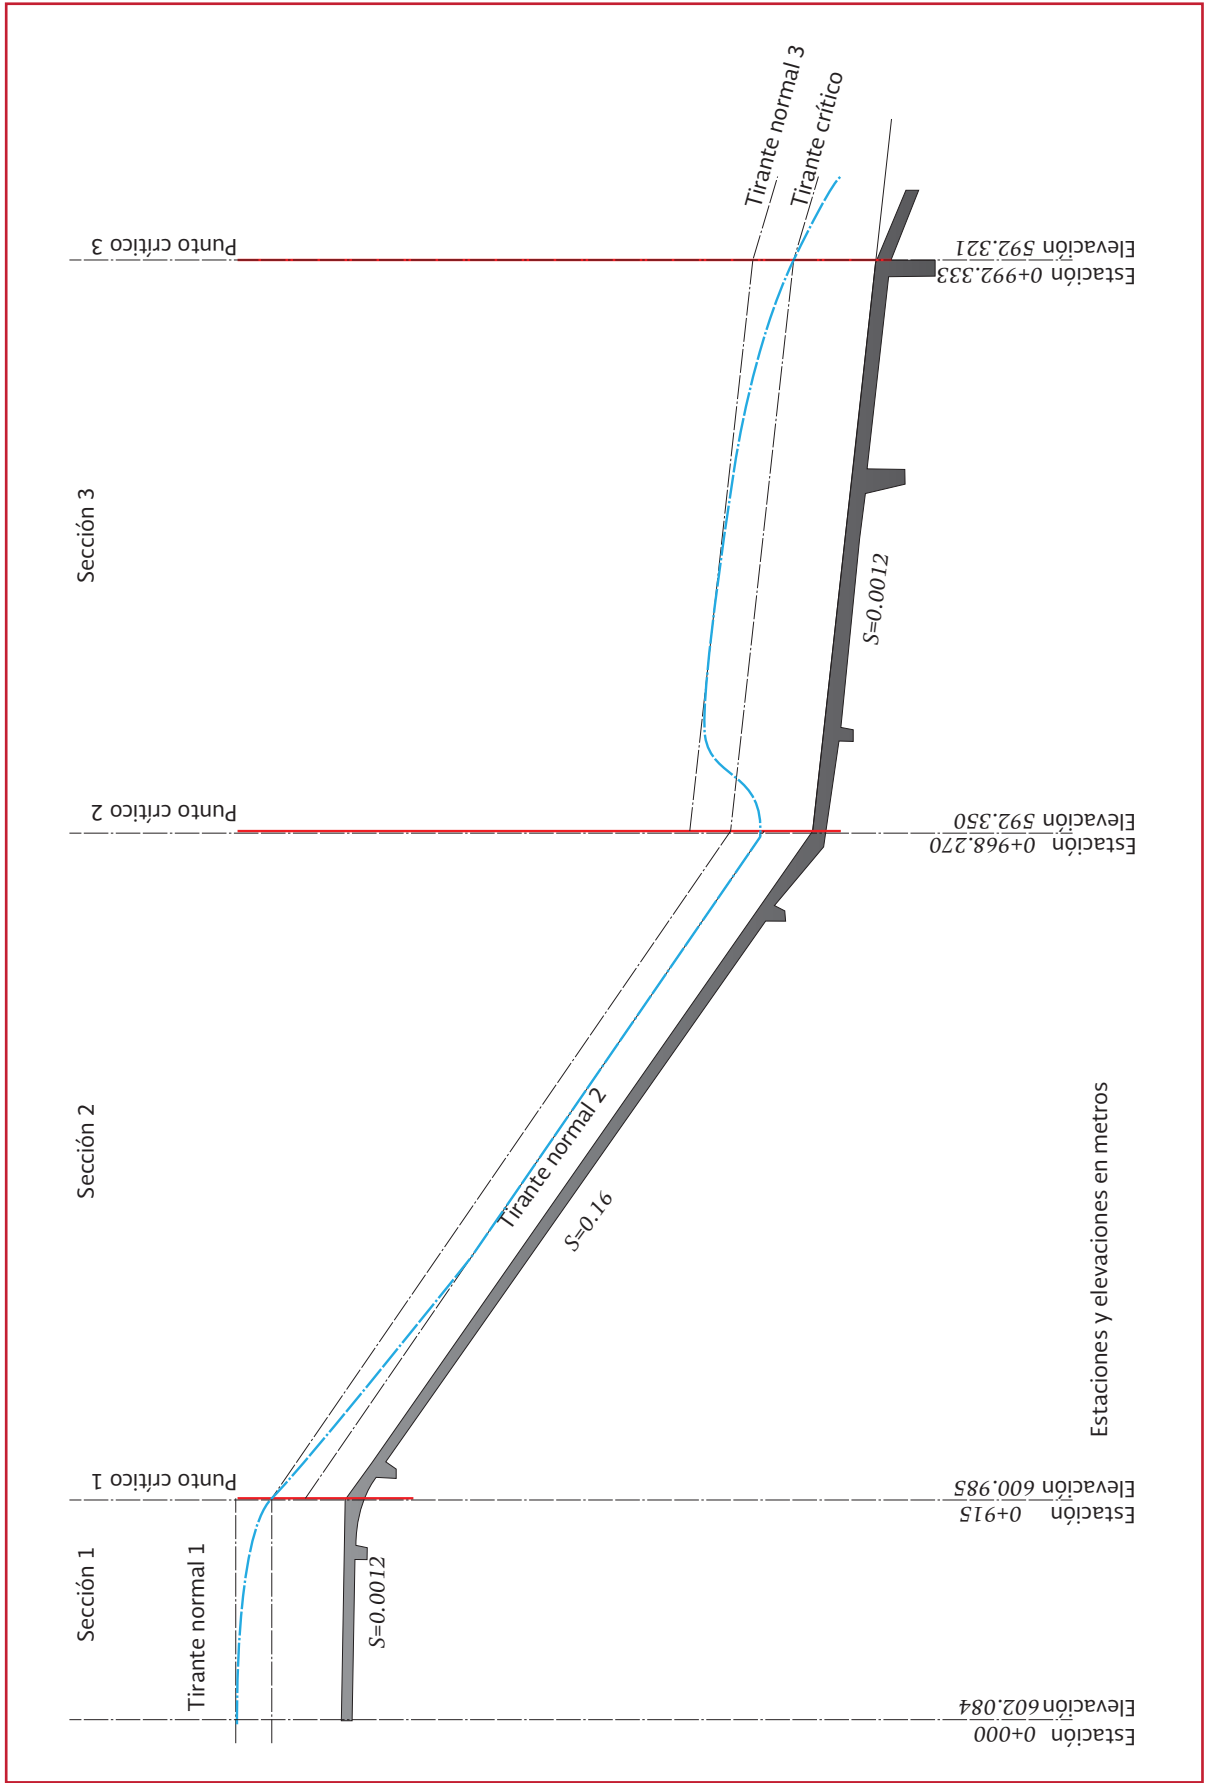 Sección 1
Sección 2
Sección 3
Punto crítico 1
Punto crítico 2
Punto crítico 3
Tirante normal 1
Tirante normal 2
Tirante normal 3
Tirante crítico
S=0.0012
S=0.16
S=0.0012
Estación 0+000
Elevación 602.084
Estación 0+915
Elevación 600.985
Estación 0+968.270
Elevación 592.350
Estación 0+992.333
Elevación 592.321
Estaciones y elevaciones en metros